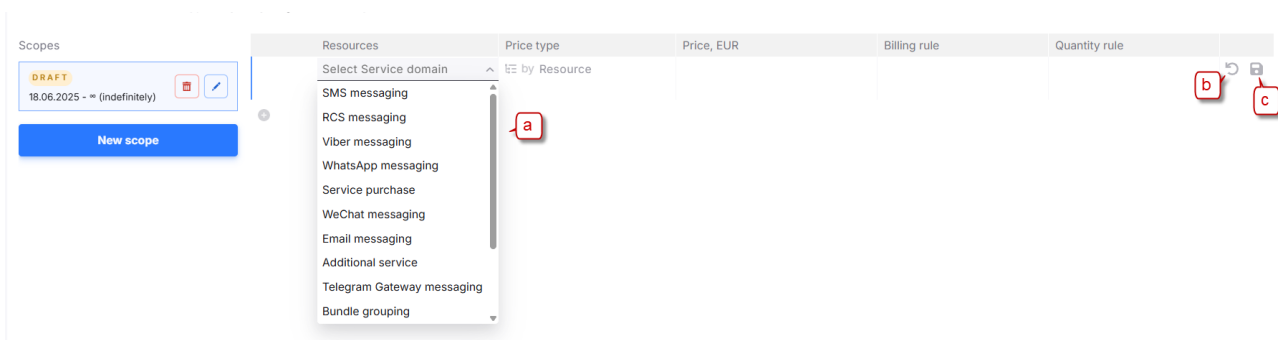 Scopes
Resources
Price type
Price, EUR
Billing rule
Quantity rule
DRAFT
18.06.2025 - ∞ (indefinitely)
New scope
Select Service domain
by Resource
SMS messaging
RCS messaging
Viber messaging
WhatsApp messaging
Service purchase
WeChat messaging
Email messaging
Additional service
Telegram Gateway messaging
Bundle grouping
a
b
c